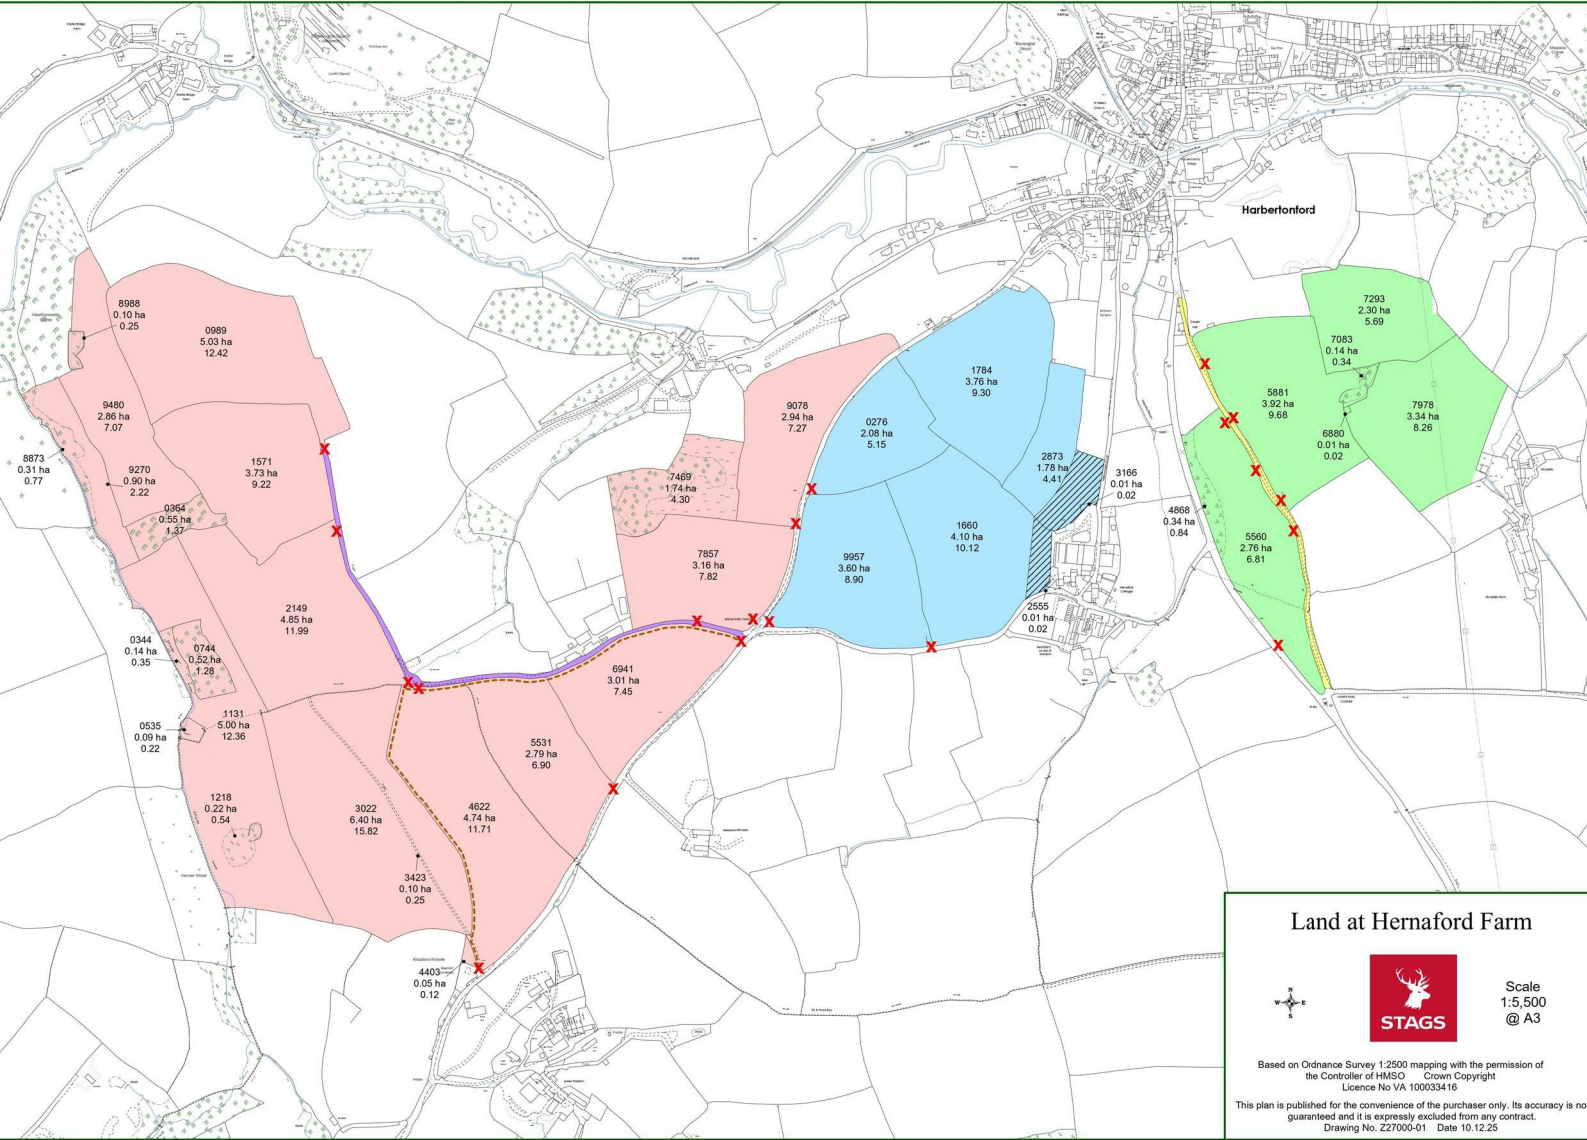 Harbertonford
8988
0.10 ha
0.25
0989
5.03 ha
12.42
7293
2.30 ha
5.69
7083
0.14 ha
0.34
1784
3.76 ha
9.30
5881
3.92 ha
9.68
7978
3.34 ha
8.26
9480
2.86 ha
7.07
9078
2.94 ha
7.27
0276
2.08 ha
5.15
6880
0.01 ha
0.02
8873
0.31 ha
0.77
9270
0.90 ha
2.22
1571
3.73 ha
9.22
7469
1.74 ha
4.30
2873
1.78 ha
4.41
3166
0.01 ha
0.02
0364
0.55 ha
1.37
4868
0.34 ha
0.84
1660
4.10 ha
10.12
5560
2.76 ha
6.81
7857
3.16 ha
7.82
9957
3.60 ha
8.90
2149
4.85 ha
11.99
2555
0.01 ha
0.02
0344
0.14 ha
0.35
0744
0.52 ha
1.28
6941
3.01 ha
7.45
0535
0.09 ha
0.22
1131
5.00 ha
12.36
5531
2.79 ha
6.90
1218
0.22 ha
0.54
3022
6.40 ha
15.82
4622
4.74 ha
11.71
3423
0.10 ha
0.25
Horner Wood
4403
0.05 ha
0.12
Land at Hernaford Farm
N
W E
S
STAGS
Scale
1:5,500
@ A3
Based on Ordnance Survey 1:2500 mapping with the permission of
the Controller of HMSO Crown Copyright
Licence No VA 100033416
This plan is published for the convenience of the purchaser only. Its accuracy is no
guaranteed and it is expressly excluded from any contract.
Drawing No. Z27000-01 Date 10.12.25